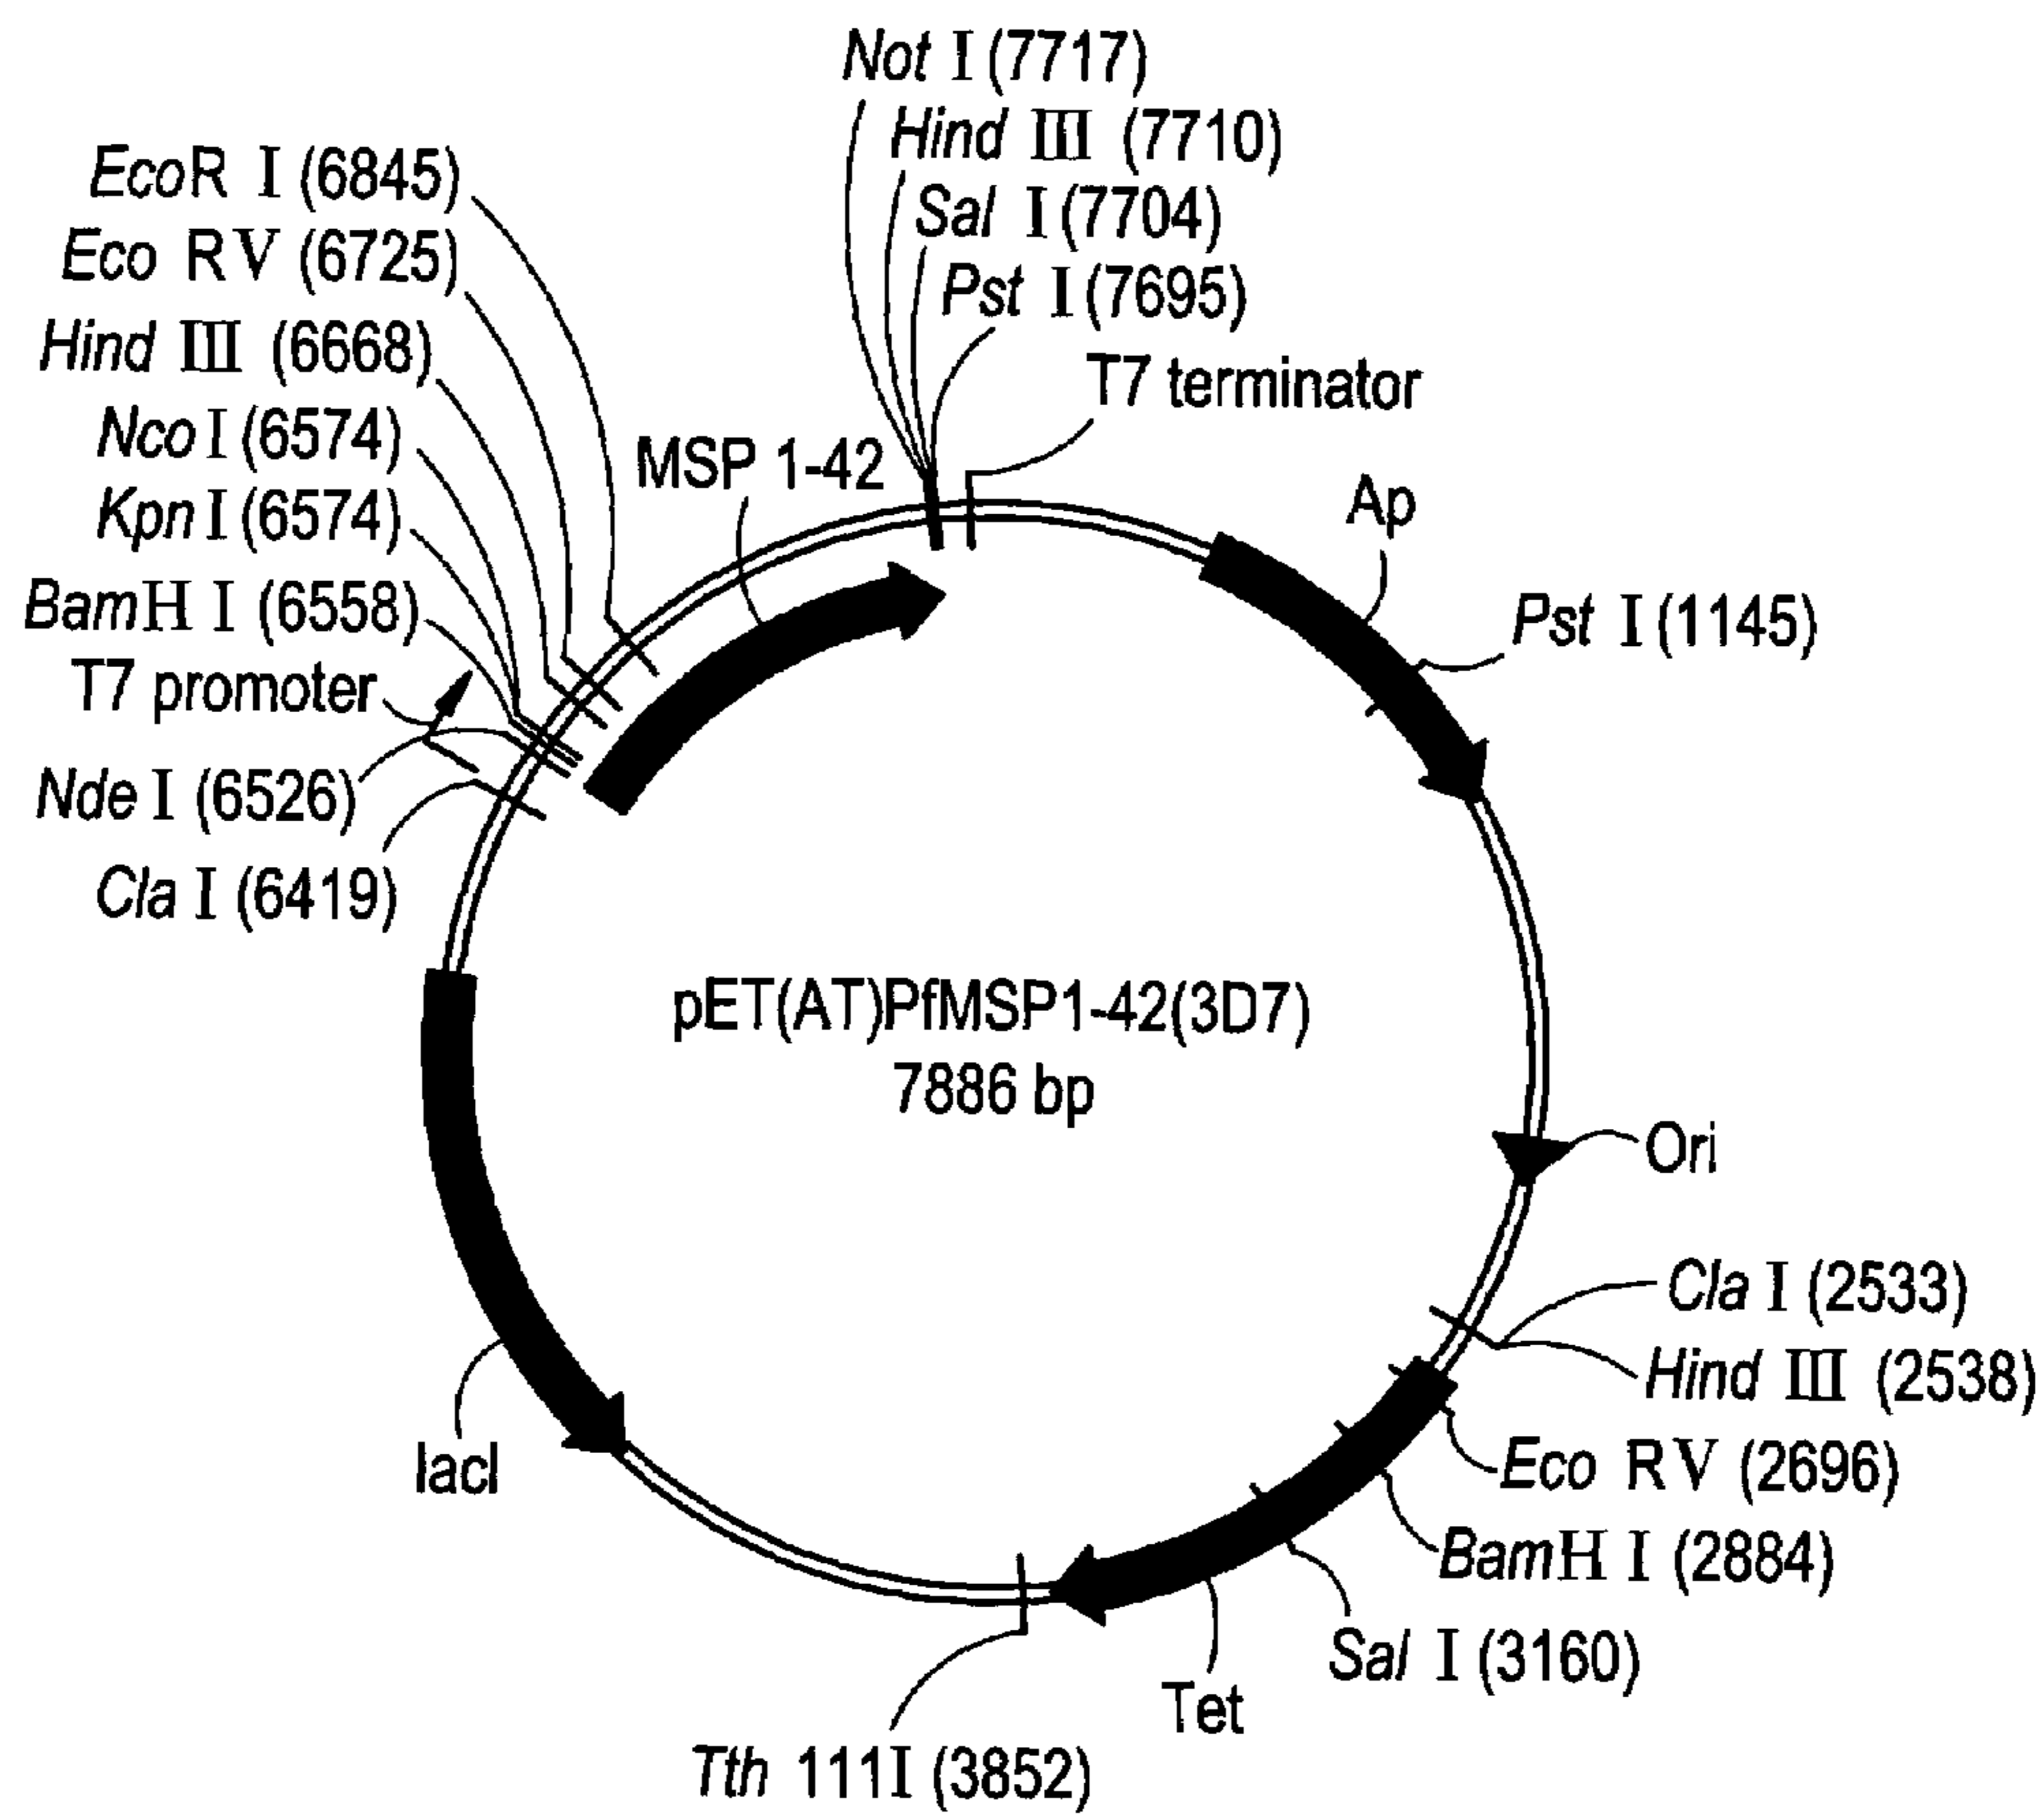 Not I (7717)
Hind III (7710)
Sal I (7704)
Pst I (7695)
T7 terminator
EcoR I (6845)
Eco RV (6725)
Hind III (6668)
Nco I (6574)
Kpn I (6574)
BamH I (6558)
T7 promoter
Nde I (6526)
Cla I (6419)
MSP 1-42
Ap
Pst I (1145)
pET(AT)PfMSP1-42(3D7)
7886 bp
Ori
Cla I (2533)
Hind III (2538)
Eco RV (2696)
BamH I (2884)
Sal I (3160)
Tet
Tth 111I (3852)
lacI